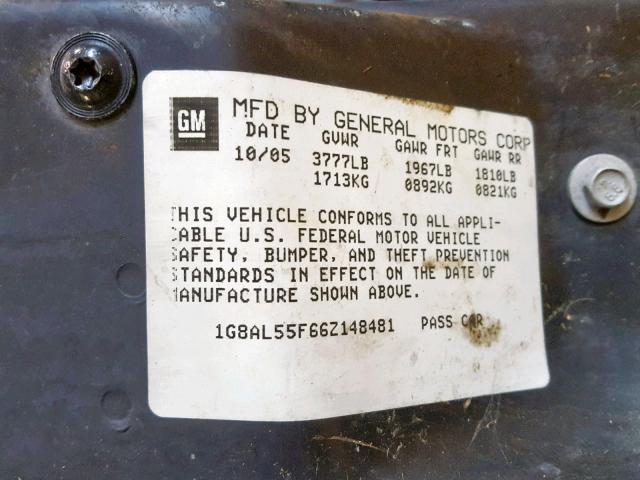 GM MFD BY GENERAL MOTORS CORP
DATE GVWR GAWR FRT GAWR RR
10/05 3777LB 1967LB 1810LB
1713KG 0892KG 0821KG
THIS VEHICLE CONFORMS TO ALL APPLI-
CABLE U.S. FEDERAL MOTOR VEHICLE
SAFETY, BUMPER, AND THEFT PREVENTION
STANDARDS IN EFFECT ON THE DATE OF
MANUFACTURE SHOWN ABOVE.
1G8AL55F66Z148481 PASS CAR